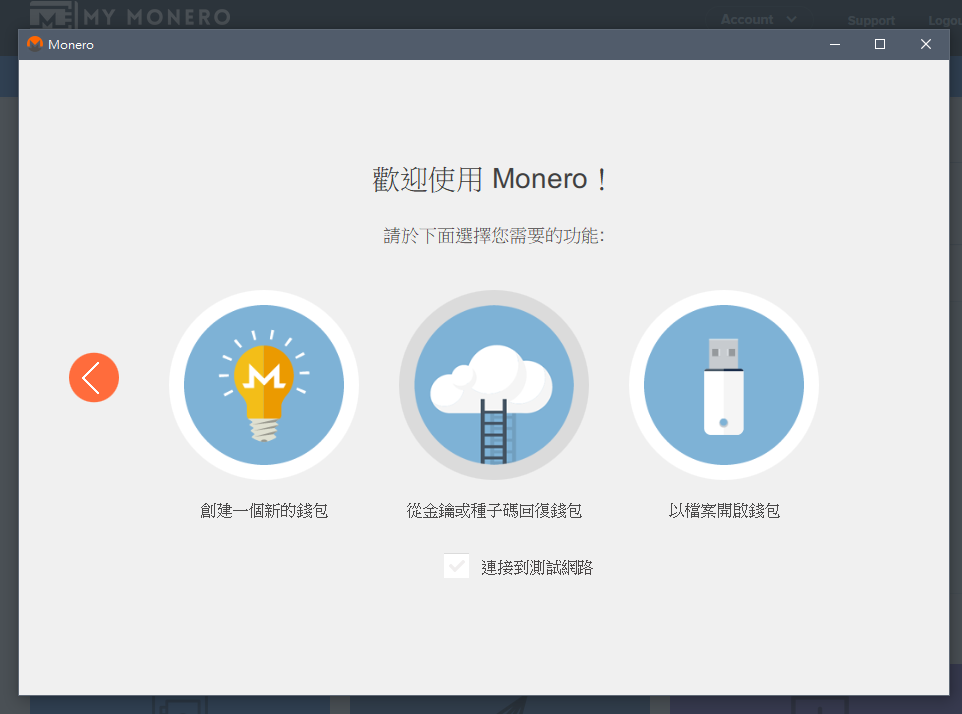 MY MONERO
Account
Support
Logou
Monero
歡迎使用 Monero！
請於下面選擇您需要的功能:
創建一個新的錢包
從金鑰或種子碼回復錢包
以檔案開啟錢包
連接到測試網路